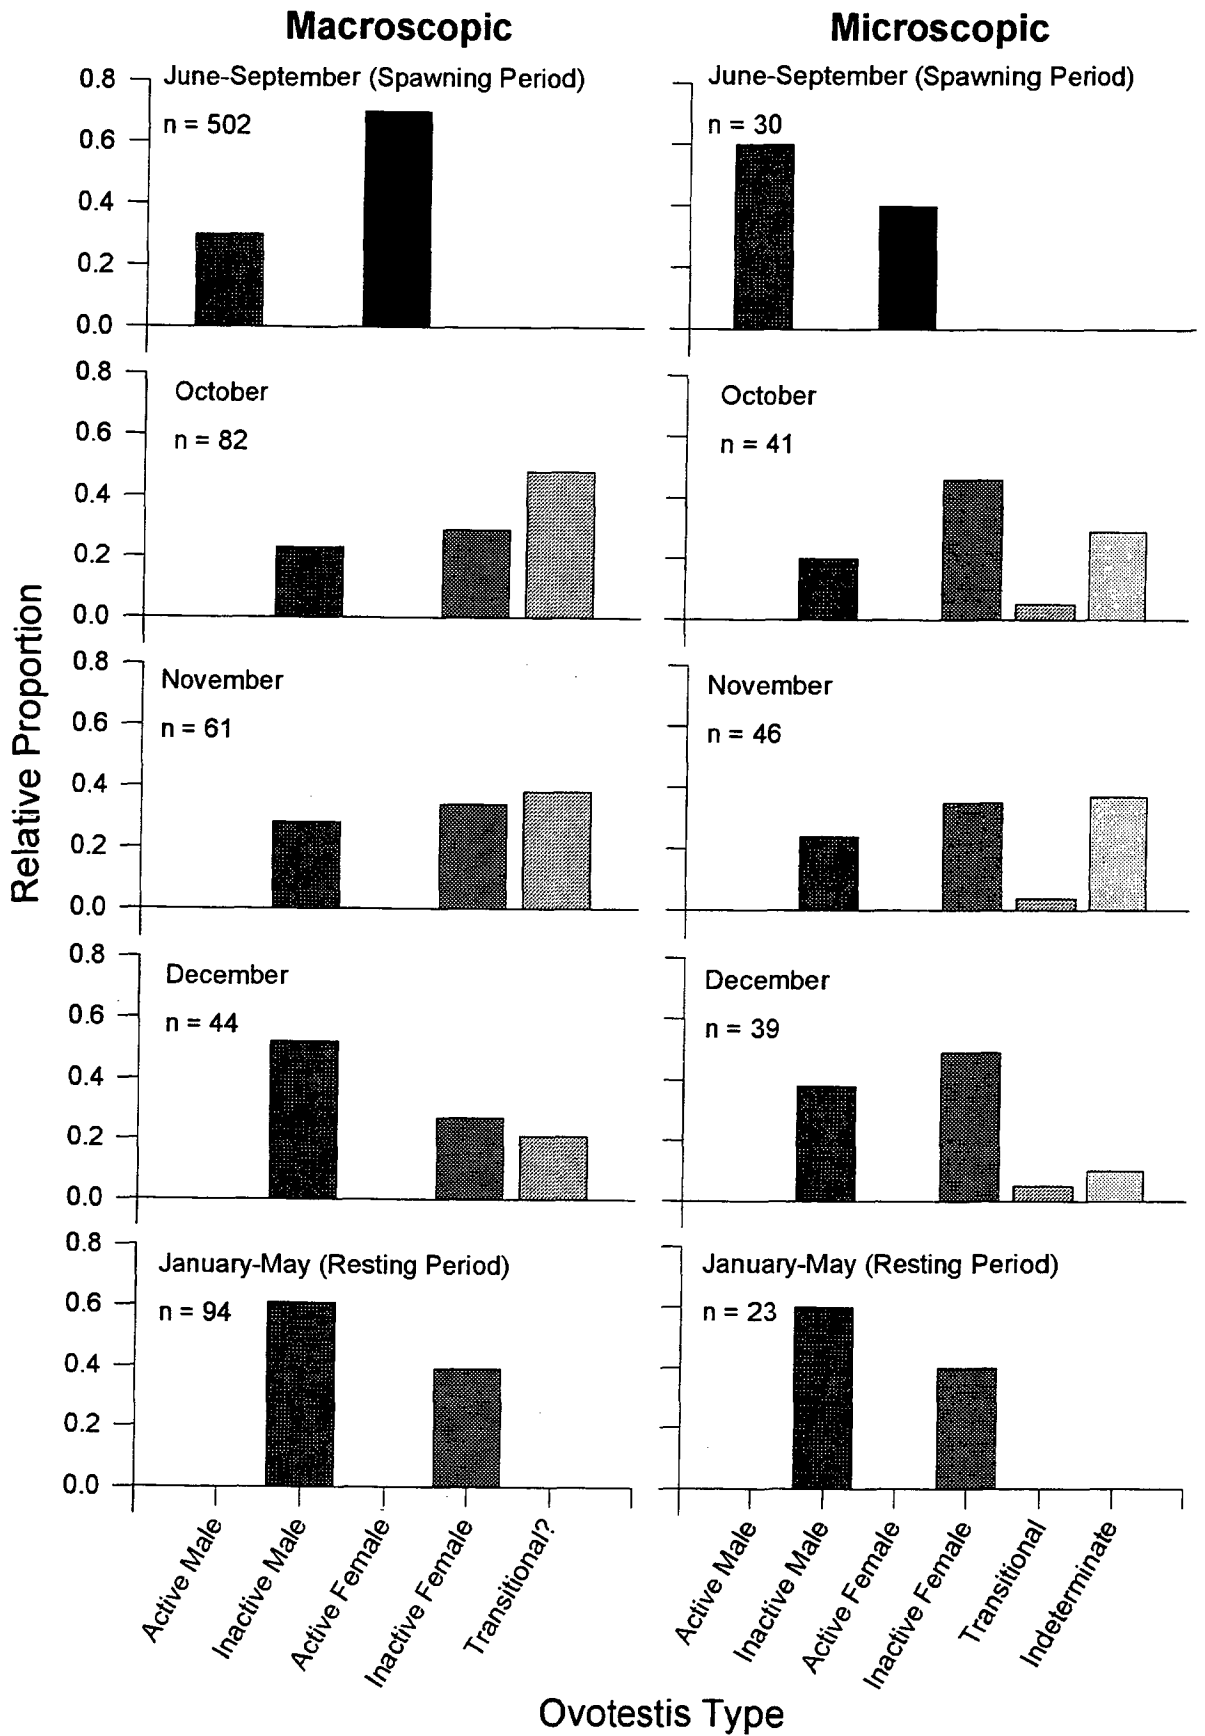 Macroscopic
Microscopic
Relative Proportion
June-September (Spawning Period)
n = 502
0.8
0.6
0.4
0.2
0.0
June-September (Spawning Period)
n = 30
October
n = 82
0.8
0.6
0.4
0.2
0.0
October
n = 41
November
n = 61
0.8
0.6
0.4
0.2
0.0
November
n = 46
December
n = 44
0.8
0.6
0.4
0.2
0.0
December
n = 39
January-May (Resting Period)
n = 94
0.8
0.6
0.4
0.2
0.0
January-May (Resting Period)
n = 23
Active Male
Inactive Male
Active Female
Inactive Female
Transitional?
Active Male
Inactive Male
Active Female
Inactive Female
Transitional
Indeterminate
Ovotestis Type